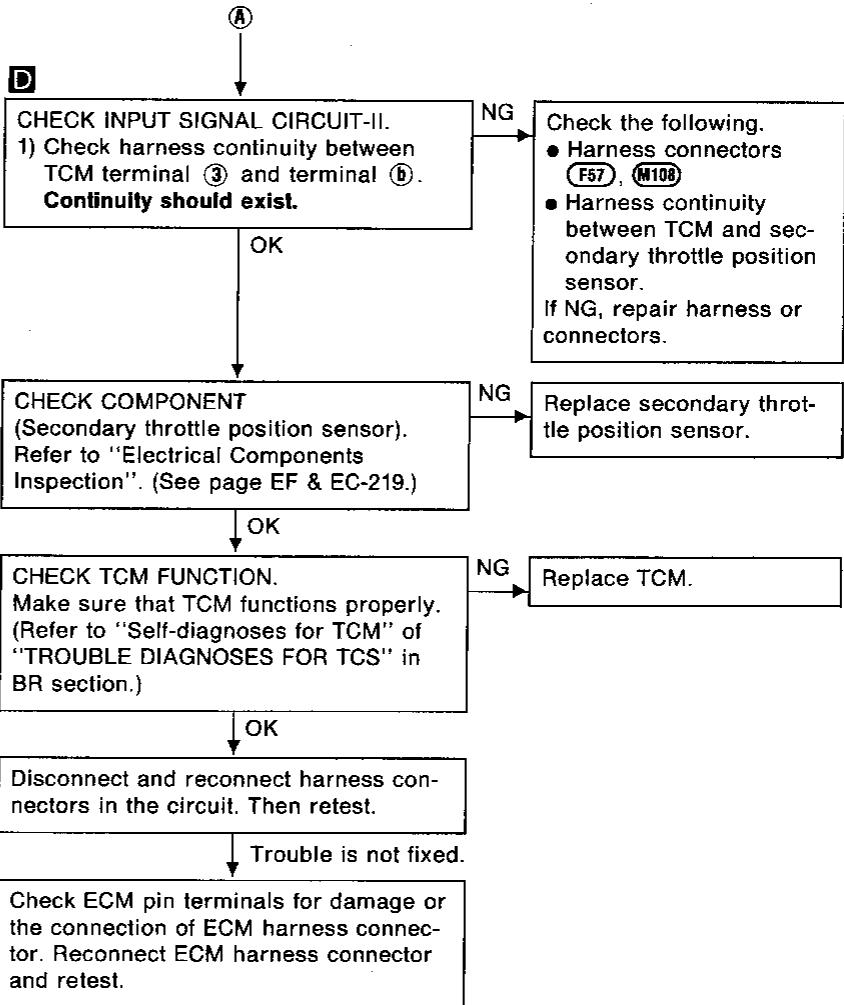 Ⓐ
D
CHECK INPUT SIGNAL CIRCUIT-II.
1) Check harness continuity between
TCM terminal ③ and terminal ⓑ.
Continuity should exist.
NG
Check the following.
● Harness connectors
F57, M108
● Harness continuity
between TCM and sec-
ondary throttle position
sensor.
If NG, repair harness or
connectors.
OK
CHECK COMPONENT
(Secondary throttle position sensor).
Refer to "Electrical Components
Inspection". (See page EF & EC-219.)
NG
Replace secondary throt-
tle position sensor.
OK
CHECK TCM FUNCTION.
Make sure that TCM functions properly.
(Refer to "Self-diagnoses for TCM" of
"TROUBLE DIAGNOSES FOR TCS" in
BR section.)
NG
Replace TCM.
OK
Disconnect and reconnect harness con-
nectors in the circuit. Then retest.
Trouble is not fixed.
Check ECM pin terminals for damage or
the connection of ECM harness connec-
tor. Reconnect ECM harness connector
and retest.